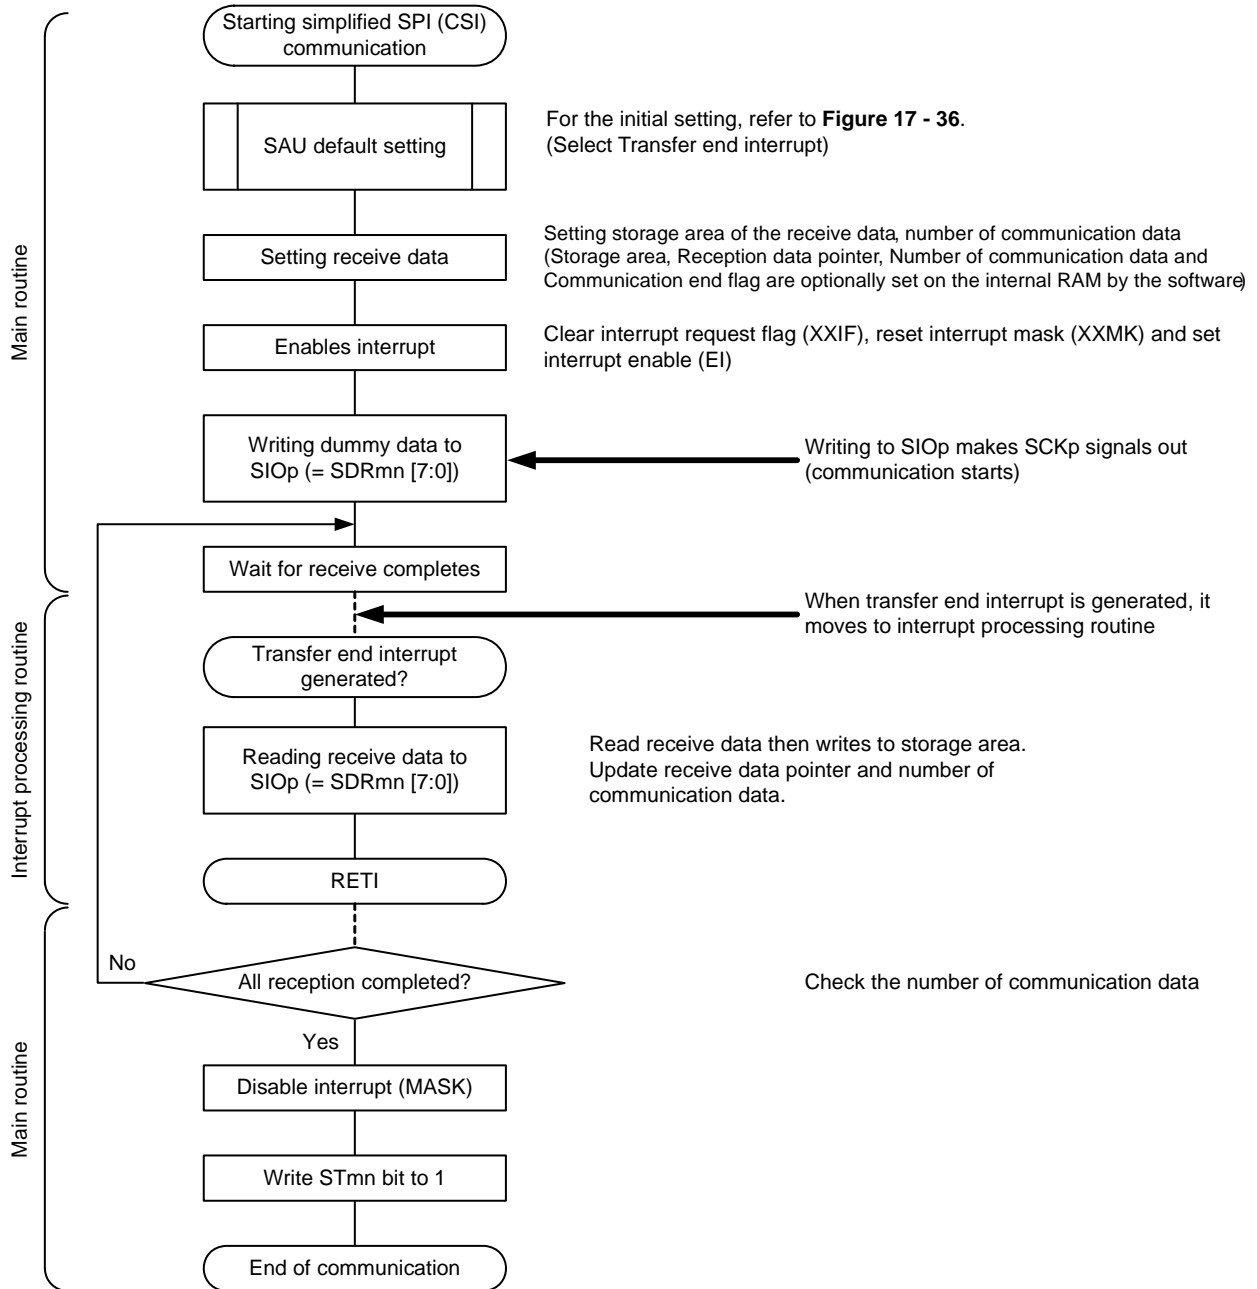 Starting simplified SPI (CSI)
communication
SAU default setting
For the initial setting, refer to Figure 17 - 36.
(Select Transfer end interrupt)
Setting receive data
Setting storage area of the receive data, number of communication data
(Storage area, Reception data pointer, Number of communication data and
Communication end flag are optionally set on the internal RAM by the software)
Main routine
Enables interrupt
Clear interrupt request flag (XXIF), reset interrupt mask (XXMK) and set
interrupt enable (EI)
Writing dummy data to
SIOp (= SDRmn [7:0])
Writing to SIOp makes SCKp signals out
(communication starts)
Wait for receive completes
When transfer end interrupt is generated, it
moves to interrupt processing routine
Transfer end interrupt
generated?
Interrupt processing routine
Reading receive data to
SIOp (= SDRmn [7:0])
Read receive data then writes to storage area.
Update receive data pointer and number of
communication data.
RETI
No
All reception completed?
Check the number of communication data
Yes
Main routine
Disable interrupt (MASK)
Write STmn bit to 1
End of communication